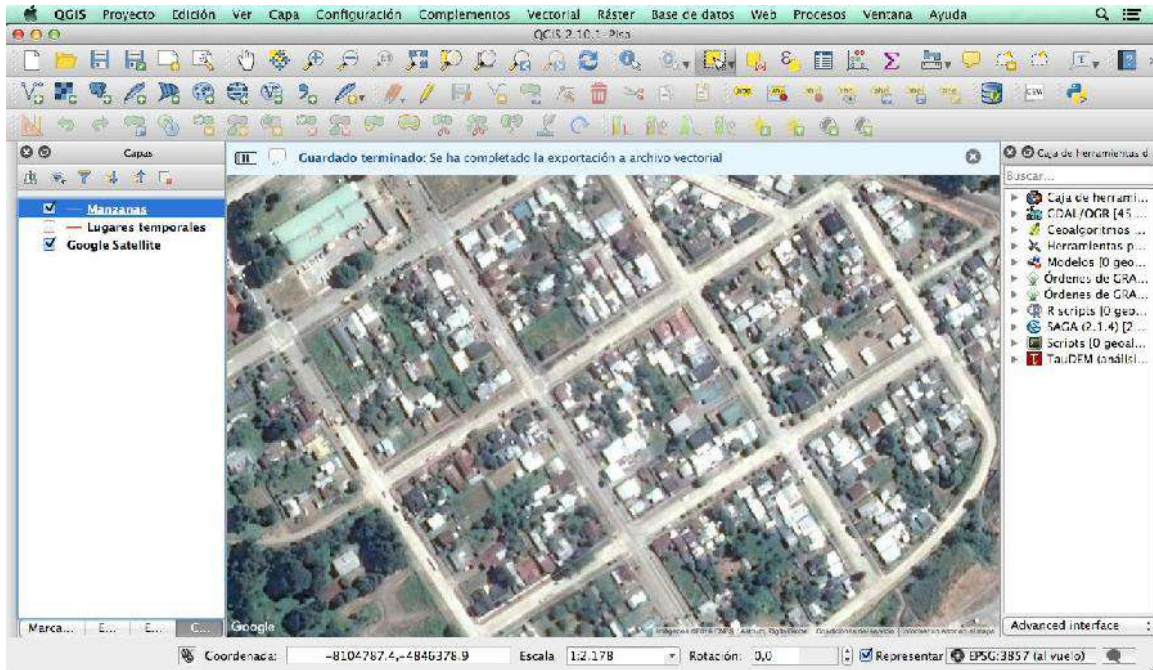 QGIS Proyecto Edición Ver Capa Configuración Complementos Vectorial Ráster Base de datos Web Procesos Ventana Ayuda
QGIS 2.10.1-Pisa
Capas
Guardado terminado: Se ha completado la exportación a archivo vectorial
Caja de herramientas d
Buscar...
Manzanas
Lugares temporales
Google Satellite
Caja de herrami...
GDAL/OGR [45 ...
Geoalgoritmos ...
Herramientas p...
Modelos [0 geo...
Órdenes de GRA...
Órdenes de GRA...
R scripts [0 geo...
SAGA (2.1.4) [2 ...
Scripts [0 geoal...
TauDEM (análisi...
Marca... E... E... C...
Google
Advanced interface
Coordenada: -8104787.4,-4846378.9 Escala 1:2.178 Rotación: 0,0 Representar EPSG:3857 (al vuelo)